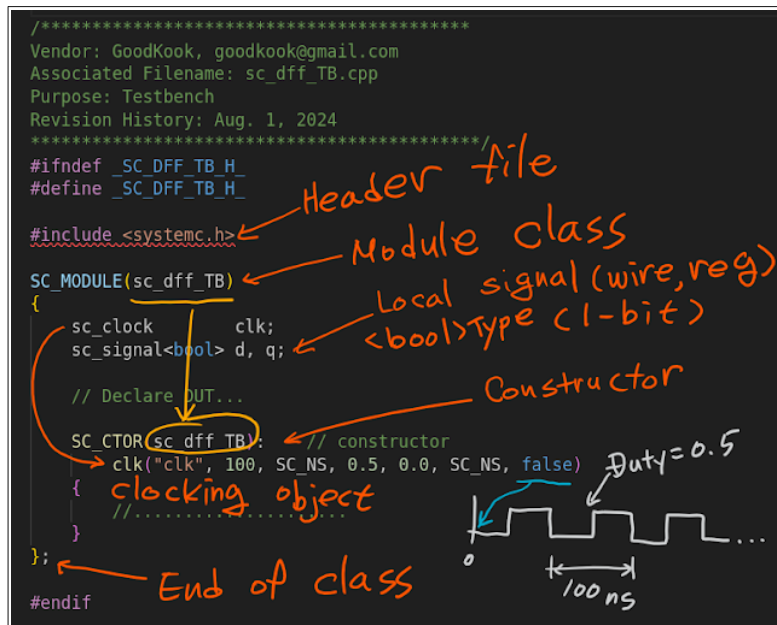 /******************************************
Vendor: GoodKook, goodkook@gmail.com
Associated Filename: sc_dff_TB.cpp
Purpose: Testbench
Revision History: Aug. 1, 2024
********************************************/
#ifndef _SC_DFF_TB_H_
#define _SC_DFF_TB_H_
Header file
#include <systemc.h>
Module class
SC_MODULE(sc_dff_TB)
{
Local signal (wire, reg)
<bool>Type (1-bit)
sc_clock clk;
sc_signal<bool> d, q;
// Declare DUT...
Constructor
SC_CTOR(sc_dff_TB): // constructor
clk("clk", 100, SC_NS, 0.5, 0.0, SC_NS, false)
Duty=0.5
{
clocking object
//.....................
}
0
100 ns
...
};
End of class
#endif